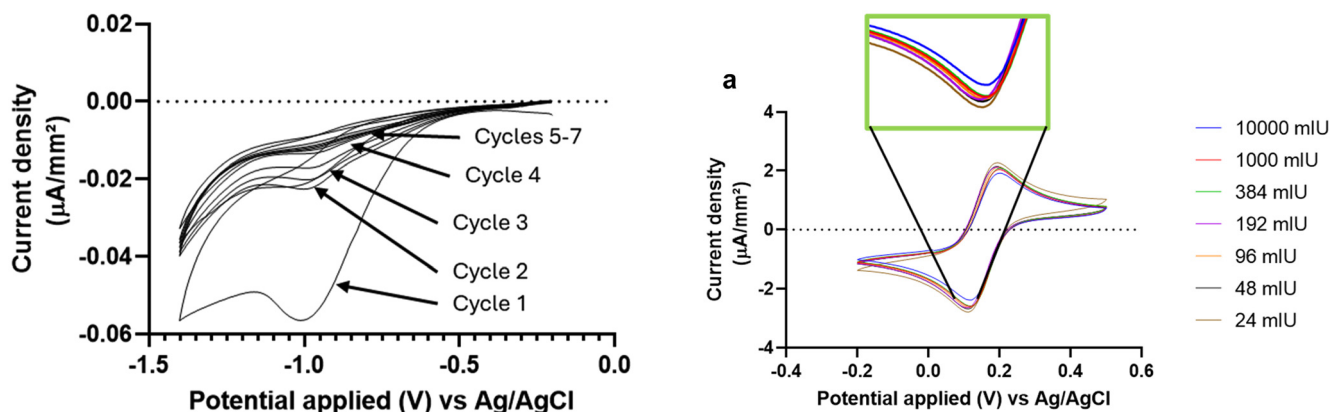 0.02
0.00
-0.02
-0.04
-0.06
Current density
(µA/mm²)
Cycles 5-7
Cycle 4
Cycle 3
Cycle 2
Cycle 1
-1.5
-1.0
-0.5
0.0
Potential applied (V) vs Ag/AgCl
a
4
2
0
-2
-4
Current density
(µA/mm²)
-0.4
-0.2
0.0
0.2
0.4
0.6
Potential applied (V) vs Ag/AgCl
10000 mIU
1000 mIU
384 mIU
192 mIU
96 mIU
48 mIU
24 mIU